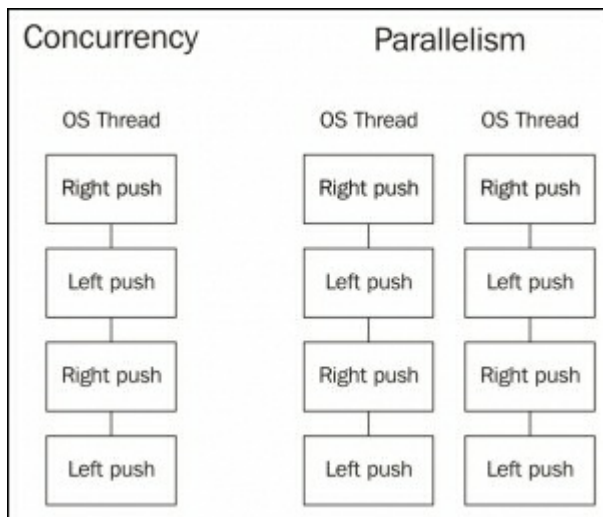 Concurrency Parallelism
OS Thread OS Thread OS Thread
Right push Right push Right push
Left push Left push Left push
Right push Right push Right push
Left push Left push Left push